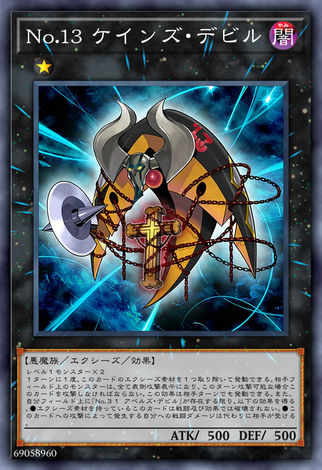 No.13 ケインズ・デビル
闇
やみ
13
【悪魔族/エクシーズ/効果】
レベル1モンスター×2
1ターンに1度、このカードのエクシーズ素材を1つ取り除いて発動できる。相手フ
ィールド上のモンスターは、全て表側攻撃表示になり、このターン攻撃可能な場合こ
のカードを攻撃しなければならない。この効果は相手ターンでも発動できる。また、
自分フィールド上に「No.31 アベルズ・デビル」が存在する限り、以下の効果を得る。
●エクシーズ素材を持っているこのカードは戦闘及び効果では破壊されない。●こ
のカードへの攻撃によって発生する自分への戦闘ダメージは代わりに相手が受ける
ATK/ 500 DEF/ 500
69058960